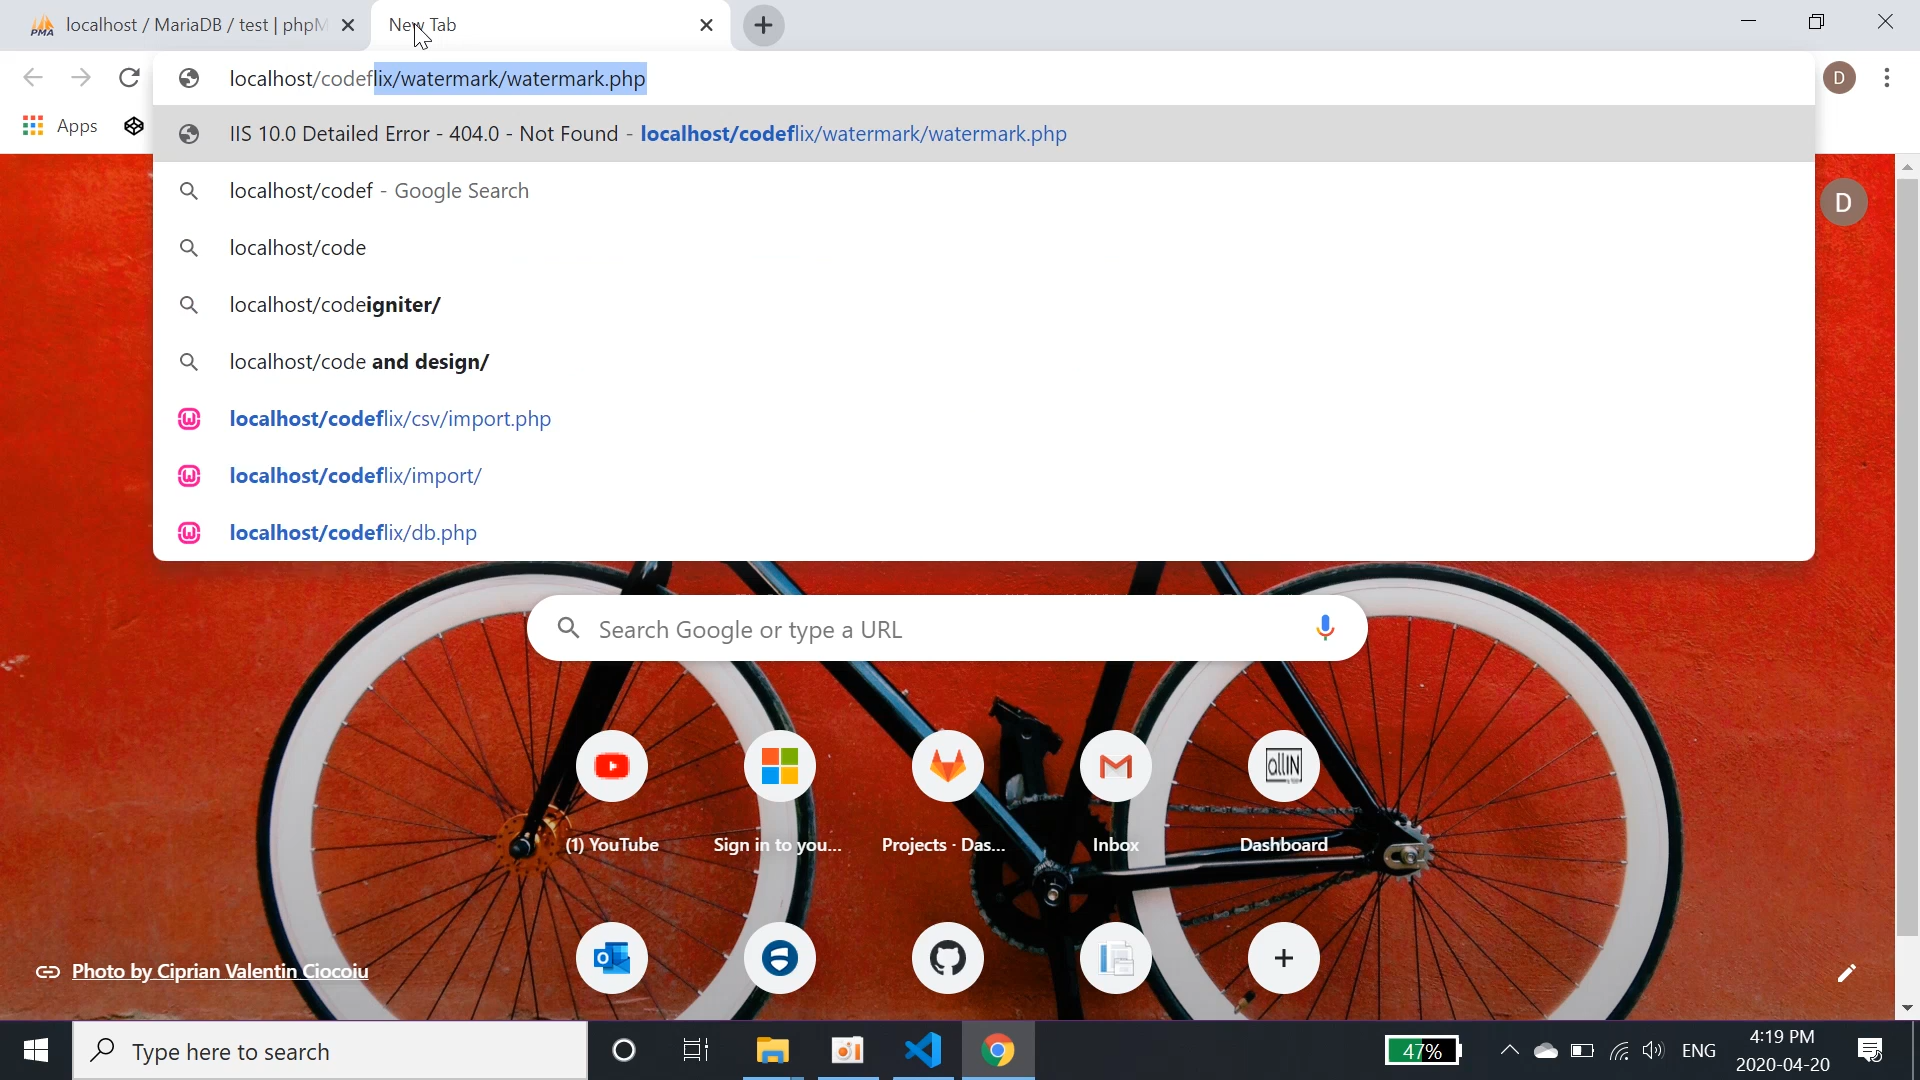 localhost / MariaDB / test | phpM
New Tab
localhost/codeflix/watermark/watermark.php
D
Apps
IIS 10.0 Detailed Error - 404.0 - Not Found - localhost/codeflix/watermark/watermark.php
localhost/codef - Google Search
D
localhost/code
localhost/codeigniter/
localhost/code and design/
localhost/codeflix/csv/import.php
localhost/codeflix/import/
localhost/codeflix/db.php
Search Google or type a URL
allIN
(1) YouTube
Sign in to you...
Projects · Das...
Inbox
Dashboard
Photo by Ciprian Valentin Ciocoiu
Type here to search
47%
ENG
4:19 PM
2020-04-20